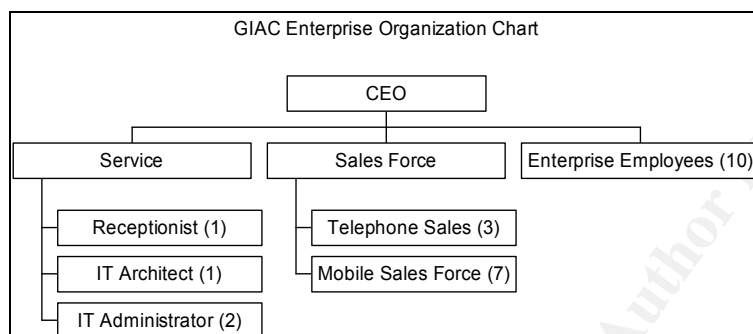 GIAC Enterprise Organization Chart
CEO
Service
Sales Force
Enterprise Employees (10)
Receptionist (1)
Telephone Sales (3)
IT Architect (1)
Mobile Sales Force (7)
IT Administrator (2)
Author